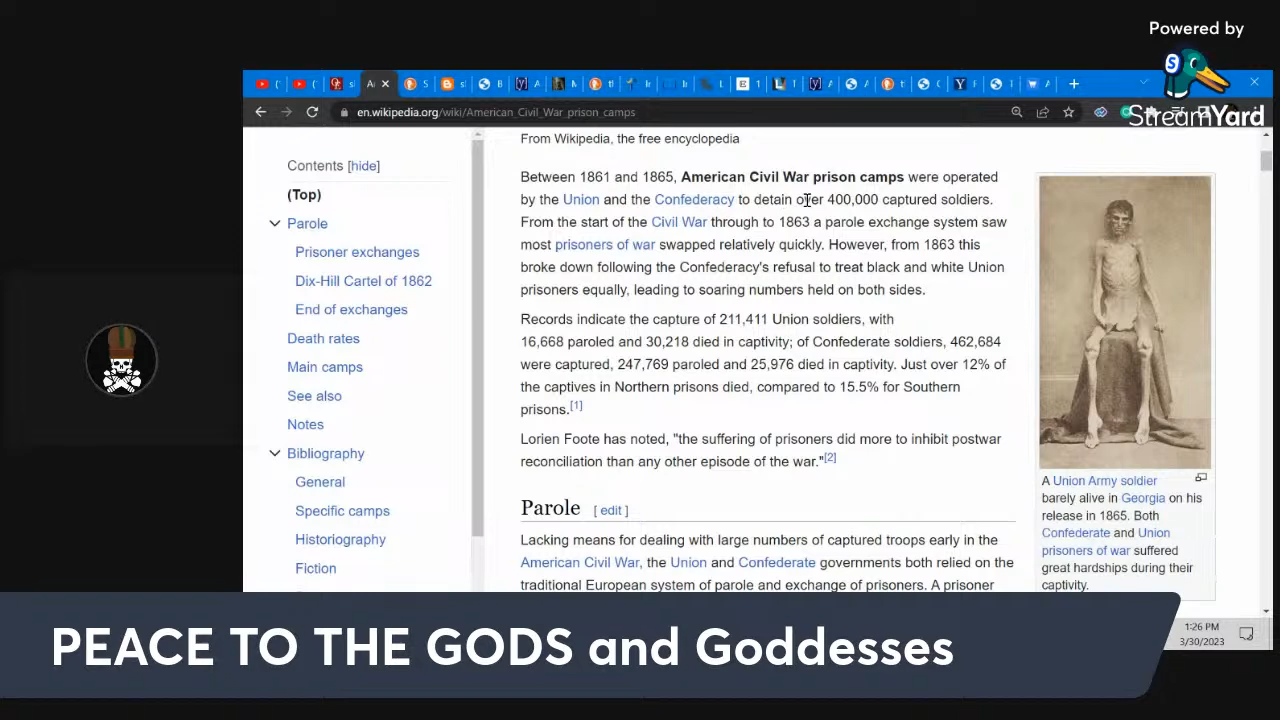 Powered by
StreamYard
en.wikipedia.org/wiki/American_Civil_War_prison_camps
From Wikipedia, the free encyclopedia
Contents [hide]
(Top)
Parole
Prisoner exchanges
Dix-Hill Cartel of 1862
End of exchanges
Death rates
Main camps
See also
Notes
Bibliography
General
Specific camps
Historiography
Fiction
Between 1861 and 1865, American Civil War prison camps were operated
by the Union and the Confederacy to detain over 400,000 captured soldiers.
From the start of the Civil War through to 1863 a parole exchange system saw
most prisoners of war swapped relatively quickly. However, from 1863 this
broke down following the Confederacy's refusal to treat black and white Union
prisoners equally, leading to soaring numbers held on both sides.
Records indicate the capture of 211,411 Union soldiers, with
16,668 paroled and 30,218 died in captivity; of Confederate soldiers, 462,684
were captured, 247,769 paroled and 25,976 died in captivity. Just over 12% of
the captives in Northern prisons died, compared to 15.5% for Southern
prisons.[1]
Lorien Foote has noted, "the suffering of prisoners did more to inhibit postwar
reconciliation than any other episode of the war."[2]
Parole [ edit ]
Lacking means for dealing with large numbers of captured troops early in the
American Civil War, the Union and Confederate governments both relied on the
traditional European system of parole and exchange of prisoners. A prisoner
A Union Army soldier
barely alive in Georgia on his
release in 1865. Both
Confederate and Union
prisoners of war suffered
great hardships during their
captivity.
1:26 PM
3/30/2023
PEACE TO THE GODS and Goddesses